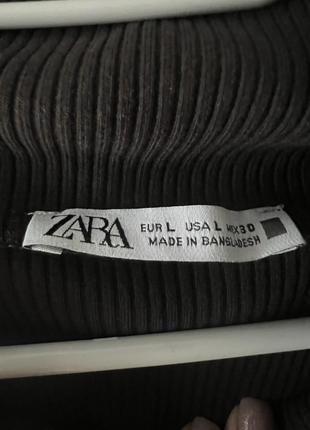 ZARA
EUR L USA L MEX 30
MADE IN BANGLADESH